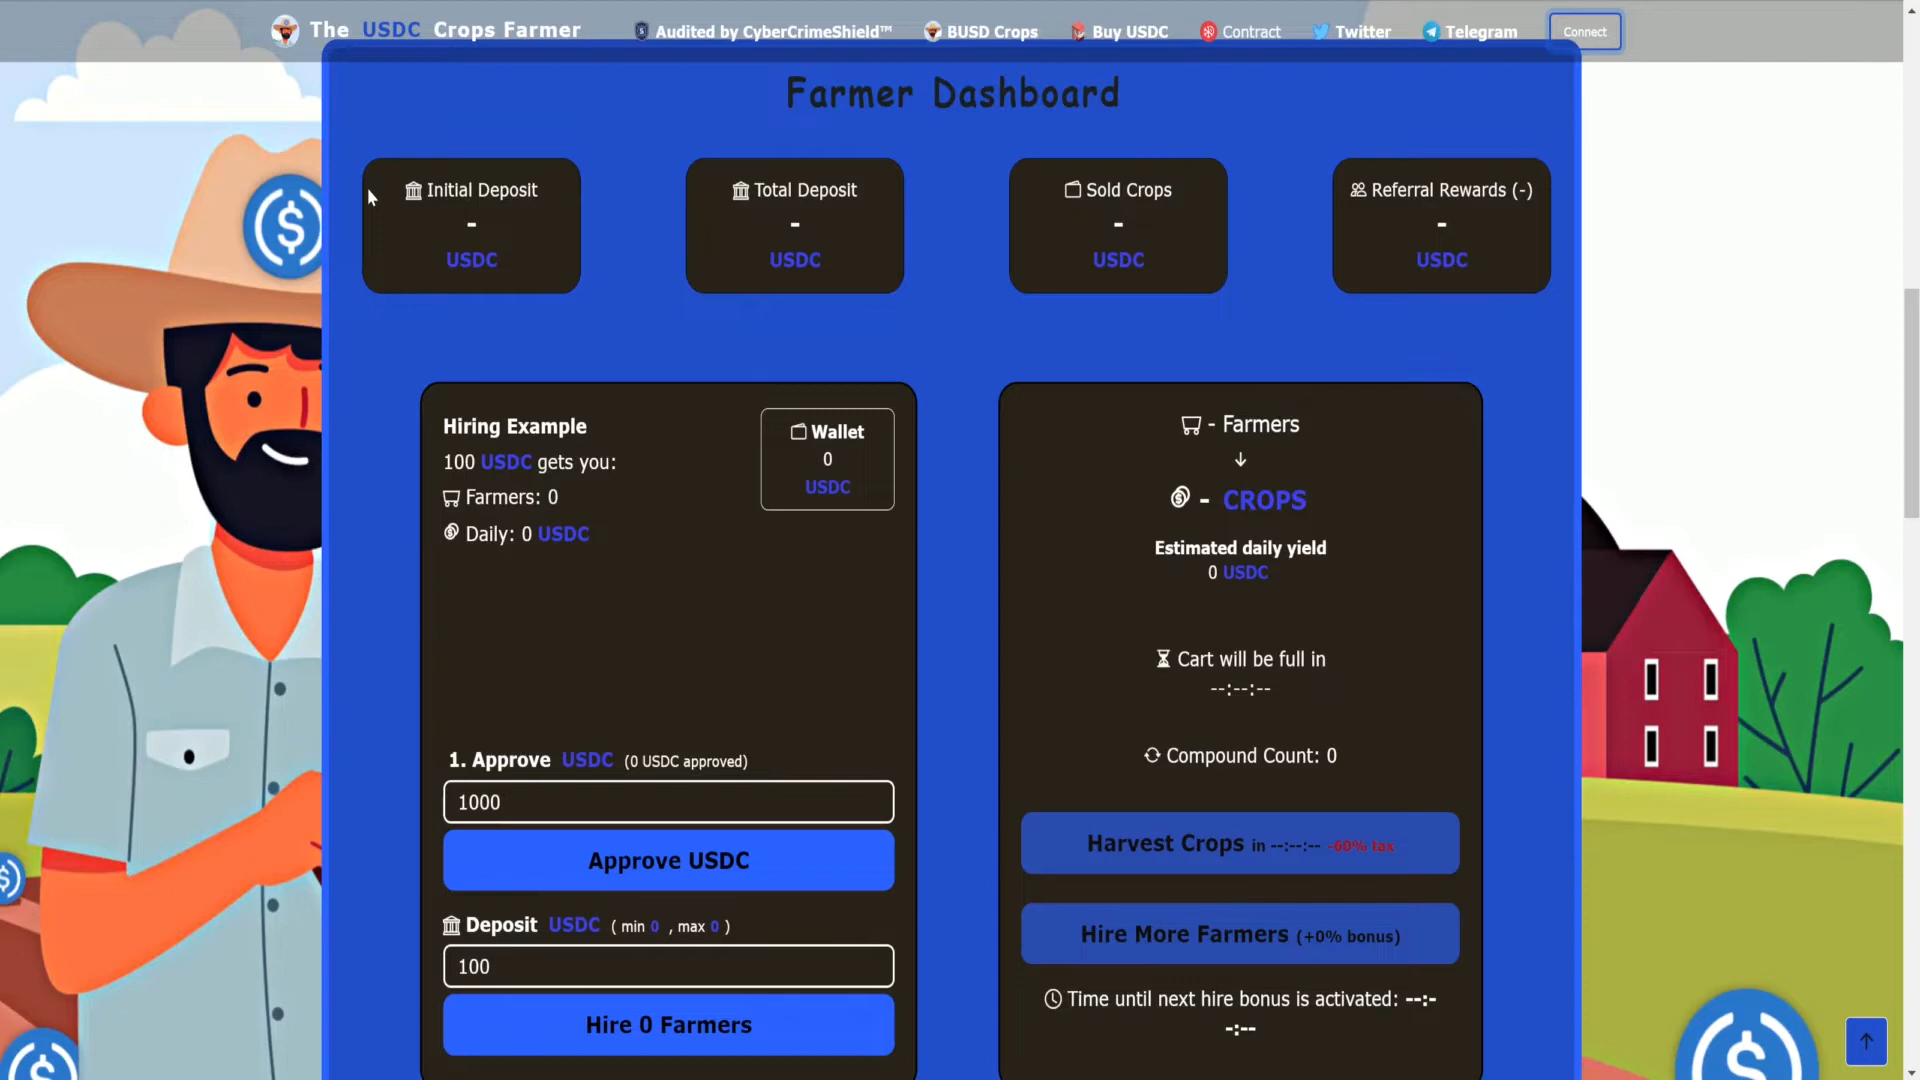 The USDC Crops Farmer
Audited by CyberCrimeShield™ BUSD Crops Buy USDC Contract Twitter Telegram Connect
Farmer Dashboard
Initial Deposit
-
USDC
Total Deposit
-
USDC
Sold Crops
-
USDC
Referral Rewards (-)
-
USDC
Hiring Example
100 USDC gets you:
Farmers: 0
Daily: 0 USDC
Wallet
0
USDC
1. Approve USDC (0 USDC approved)
1000
Approve USDC
Deposit USDC ( min 0 , max 0 )
100
Hire 0 Farmers
- Farmers
↓
- CROPS
Estimated daily yield
0 USDC
Cart will be full in
--:--:--
Compound Count: 0
Harvest Crops in --:--:-- -60% tax
Hire More Farmers (+0% bonus)
Time until next hire bonus is activated: --:-
-:--